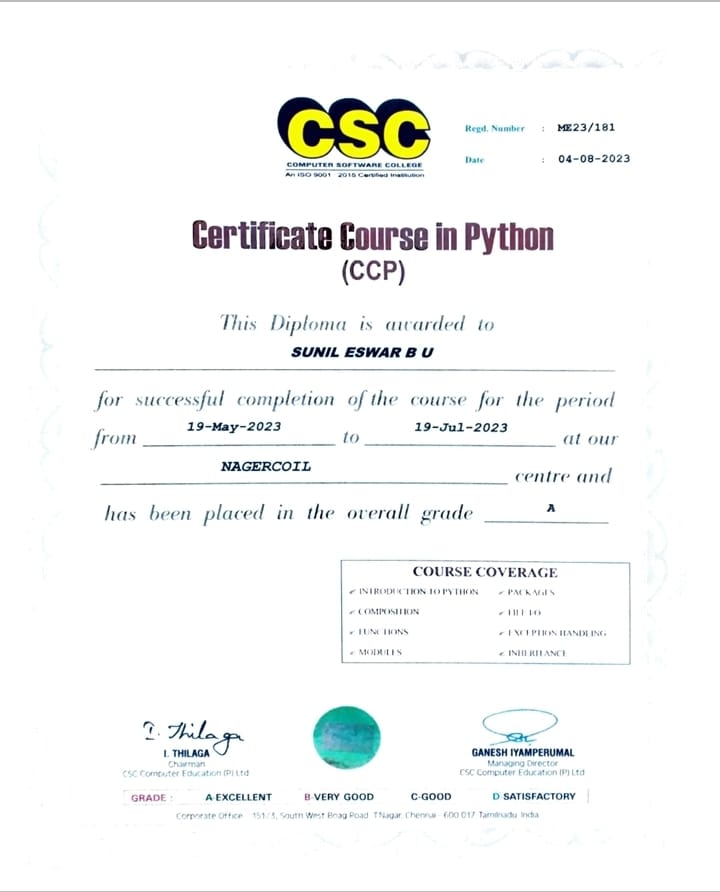 CSC
COMPUTER SOFTWARE COLLEGE
An ISO 9001 : 2015 Certified Institution
Regd. Number : ME23/181
Date : 04-08-2023
Certificate Course in Python
(CCP)
This Diploma is awarded to
SUNIL ESWAR B U
for successful completion of the course for the period
from 19-May-2023 to 19-Jul-2023 at our
NAGERCOIL centre and
has been placed in the overall grade A
COURSE COVERAGE
✓ INTRODUCTION TO PYTHON ✓ PACKAGES
✓ COMPOSITION ✓ FILE I/O
✓ FUNCTIONS ✓ EXCEPTION HANDLING
✓ MODULES ✓ INHERITANCE
I. Thilaga
I. THILAGA
Chairman
CSC Computer Education (P) Ltd
GANESH IYAMPERUMAL
Managing Director
CSC Computer Education (P) Ltd
GRADE : A-EXCELLENT B-VERY GOOD C-GOOD D-SATISFACTORY
Corporate Office : 151/3, South West Boag Road, T.Nagar, Chennai - 600 017 Tamilnadu, India